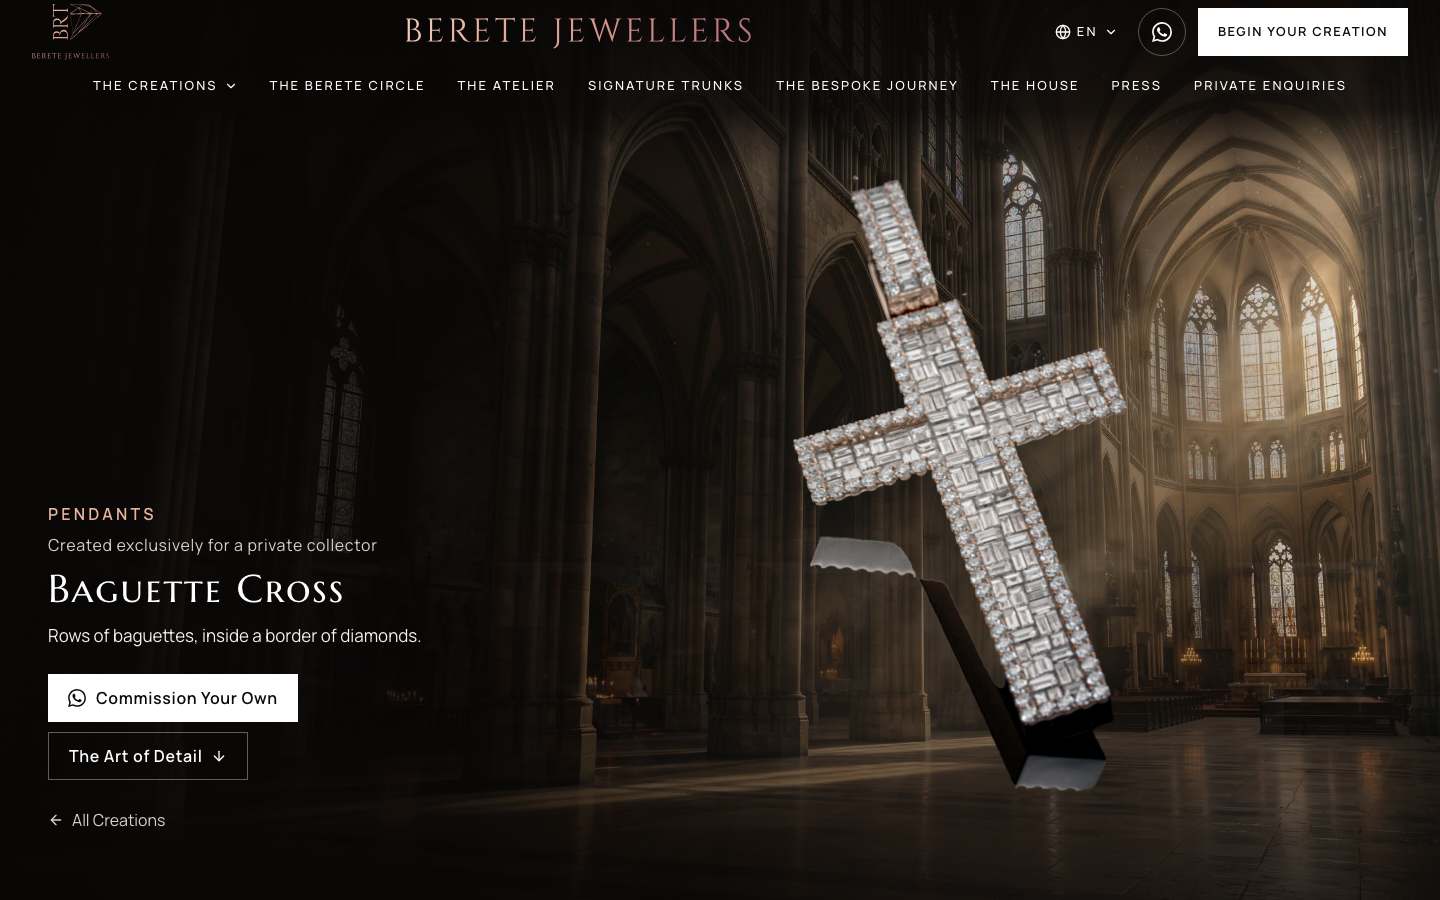 BRT
BERETE JEWELLERS
BERETE JEWELLERS
EN
BEGIN YOUR CREATION
THE CREATIONS
THE BERETE CIRCLE
THE ATELIER
SIGNATURE TRUNKS
THE BESPOKE JOURNEY
THE HOUSE
PRESS
PRIVATE ENQUIRIES
PENDANTS
Created exclusively for a private collector
Baguette Cross
Rows of baguettes, inside a border of diamonds.
Commission Your Own
The Art of Detail
All Creations